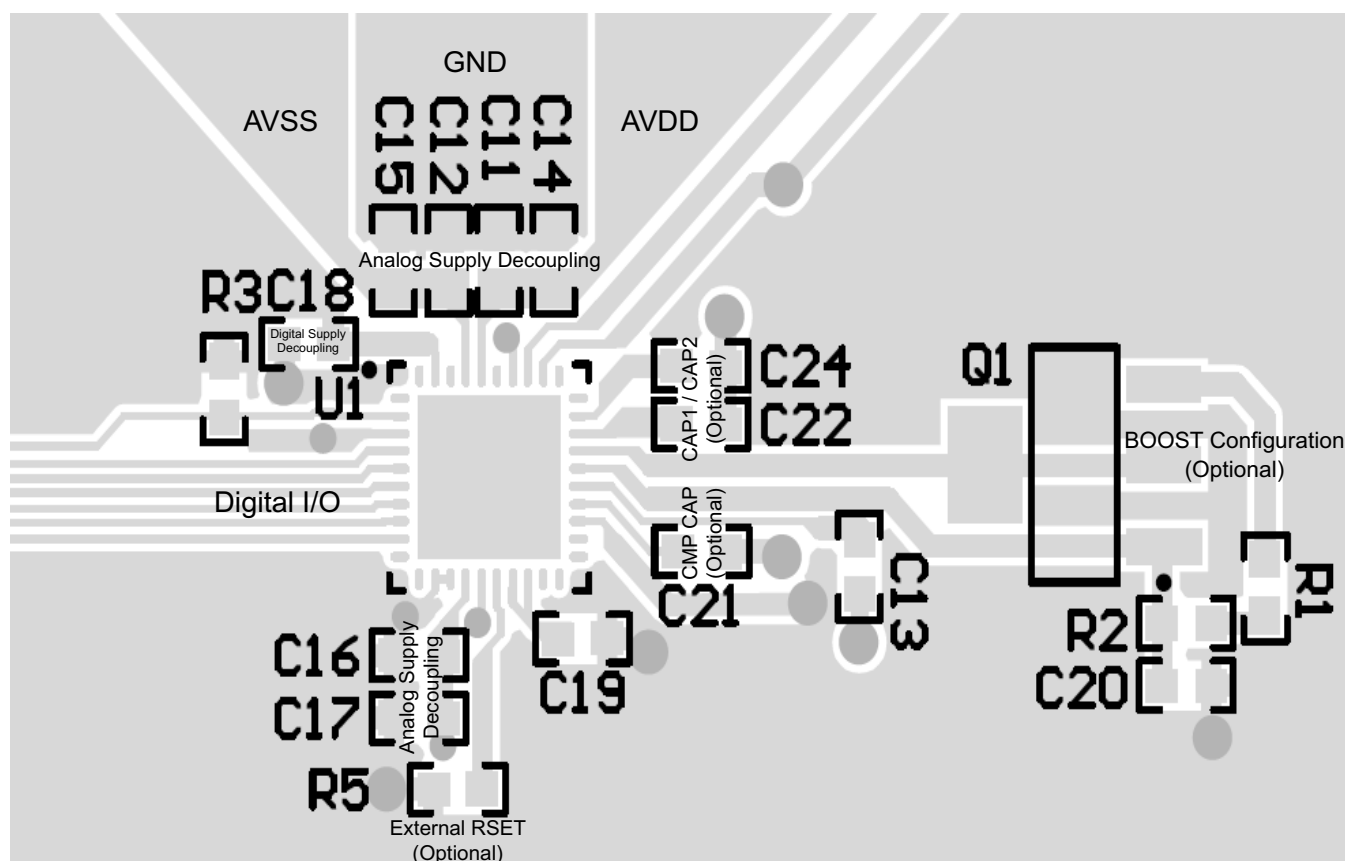 GND
AVSS
AVDD
C15
C12
C11
C14
Analog Supply Decoupling
R3
C18
Digital Supply
Decoupling
U1
CAP1 / CAP2
(Optional)
C24
C22
Q1
BOOST Configuration
(Optional)
Digital I/O
CMP CAP
(Optional)
C21
C13
R1
R2
C20
C16
C17
Analog Supply
Decoupling
C19
R5
External RSET
(Optional)